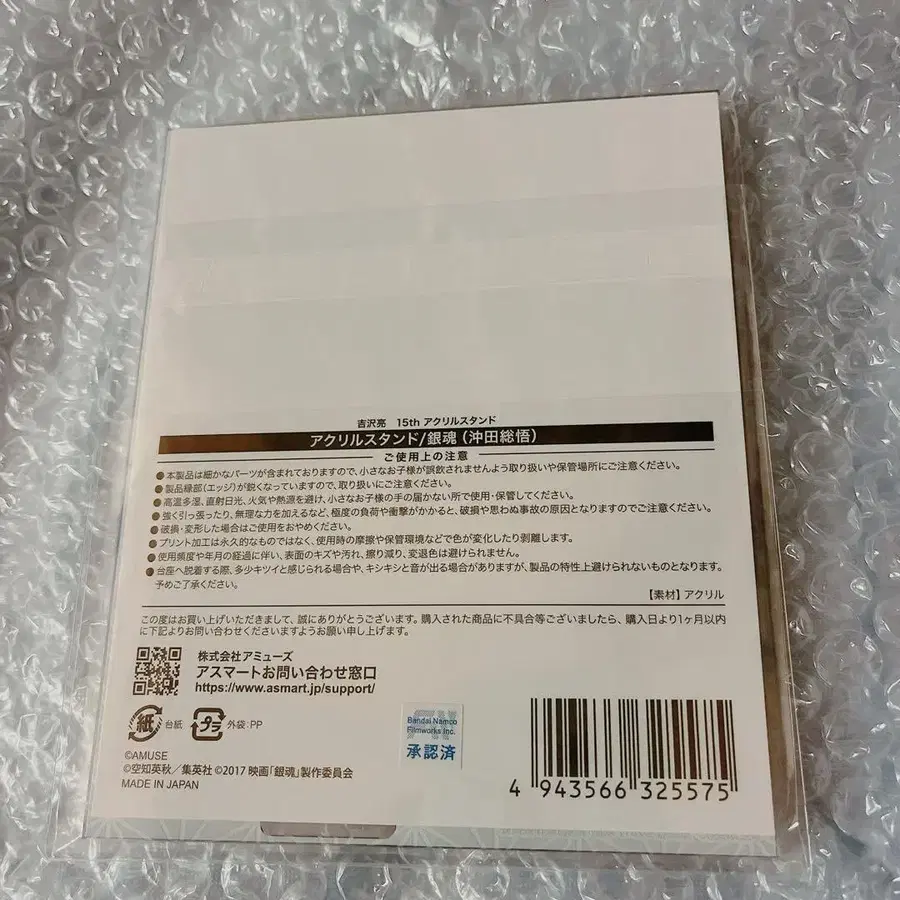 吉沢亮　15th アクリルスタンド
アクリルスタンド/銀魂（沖田総悟）
ご使用上の注意
●本製品は細かなパーツが含まれておりますので、小さなお子様が誤飲されませんよう取り扱いや保管場所にご注意ください。
●製品縁部（エッジ）が鋭くなっていますので、取り扱いにご注意ください。
●高温多湿、直射日光、火気や熱源を避け、小さなお子様の手の届かない所で使用・保管してください。
●強く引っ張ったり、無理な力を加えるなど、極度の負荷や衝撃がかかると、破損や思わぬ事故の原因となりますのでご注意ください。
●破損・変形した場合はご使用をおやめください。
●プリント加工は永久的なものではなく、使用時の摩擦や保管環境などで色が変化したり剥離します。
●使用頻度や年月の経過に伴い、表面のキズや汚れ、擦り減り、変退色は避けられません。
●台座へ脱着する際、多少キツイと感じられる場合や、キシキシと音が出る場合がありますが、製品の特性上避けられないものとなります。
予めご了承ください。
【素材】アクリル
この度はお買い上げいただきまして、誠にありがとうございます。購入された商品に不具合等ございましたら、購入日より1ヶ月以内
に下記よりお問い合わせくださいますようお願い申し上げます。
株式会社アミューズ
アスマートお問い合わせ窓口
https://www.asmart.jp/support/
紙 台紙 プラ 外袋:PP
Bandai Namco
Filmworks Inc.
承認済
©AMUSE
©空知英秋／集英社 ©2017 映画「銀魂」製作委員会
MADE IN JAPAN
4 943566 325575